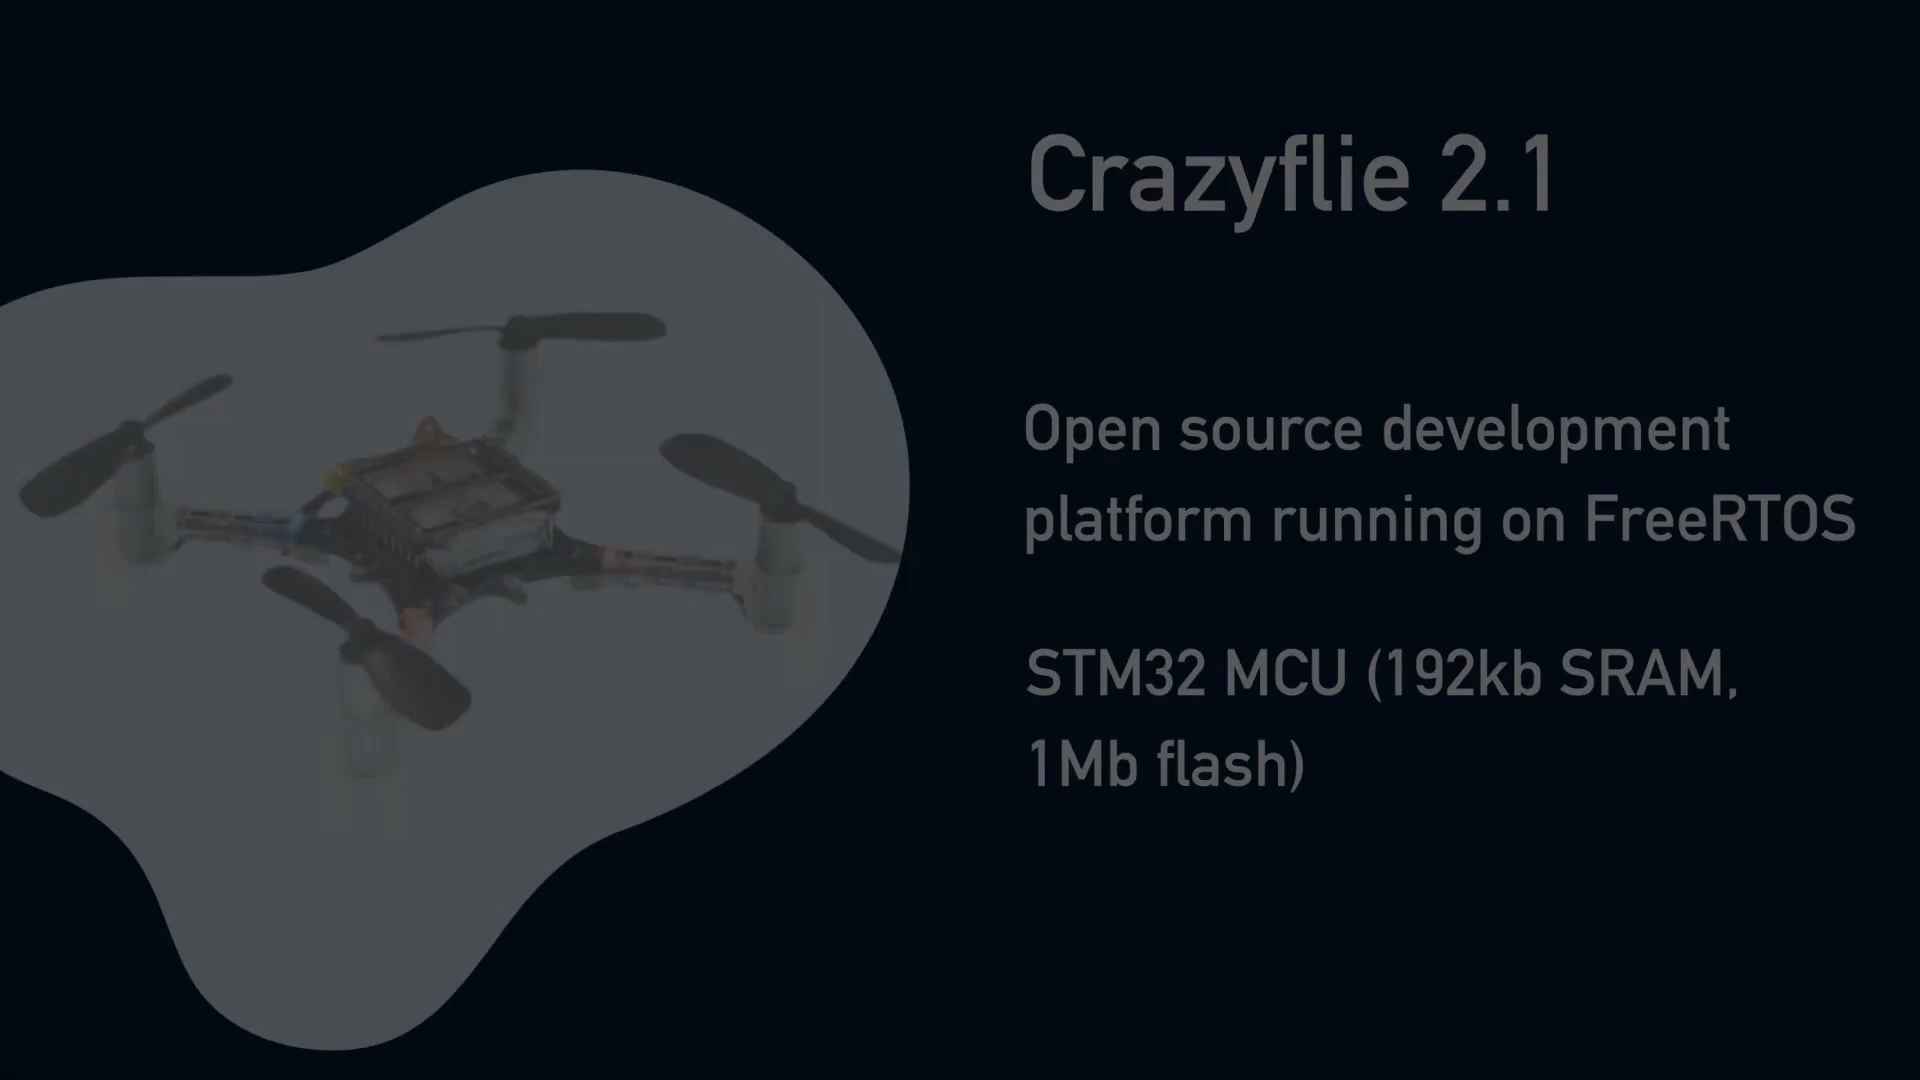 Crazyflie 2.1
Open source development
platform running on FreeRTOS
STM32 MCU (192kb SRAM,
1Mb flash)